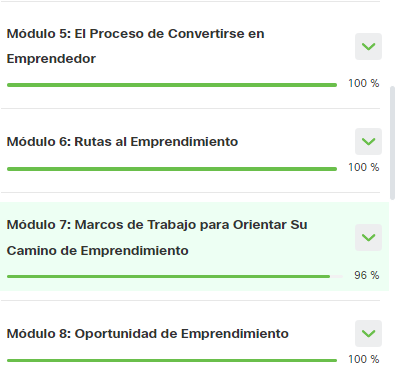 Módulo 5: El Proceso de Convertirse en
Emprendedor
100 %
Módulo 6: Rutas al Emprendimiento
100 %
Módulo 7: Marcos de Trabajo para Orientar Su
Camino de Emprendimiento
96 %
Módulo 8: Oportunidad de Emprendimiento
100 %